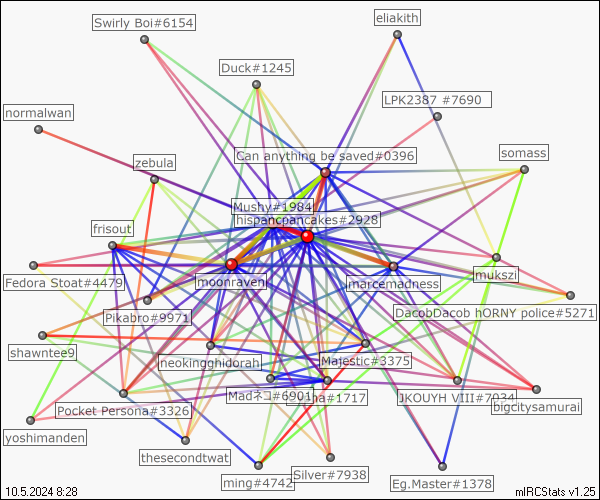 Swirly Boi#6154
eliakith
Duck#1245
LPK2387 #7690
normalwan
Can anything be saved#0396
somass
zebula
Mushy#1984
hispancpancakes#2928
frisout
Fedora Stoat#4479
moonraven
marcemadness
mukszi
Pikabro#9971
DacobDacob hORNY police#5271
shawntee9
neokingghidorah
Majestic#3375
Pocket Persona#3326
Madネコ#6901
#1717
JKOUYH VIII#7034
bigcitysamurai
yoshimanden
thesecondtwat
ming#4742
Silver#7938
Eg.Master#1378
10.5.2024 8:28
mIRCStats v1.25